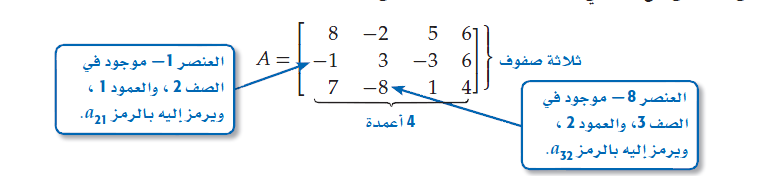 8 −2 5 6
A = −1 3 −3 6
7 −8 1 4
ثلاثة صفوف
4 أعمدة
العنصر 1− موجود في
الصف 2 ، والعمود 1 ،
ويرمز إليه بالرمز a₂₁.
العنصر 8− موجود في
الصف 3، والعمود 2 ،
ويرمز إليه بالرمز a₃₂.